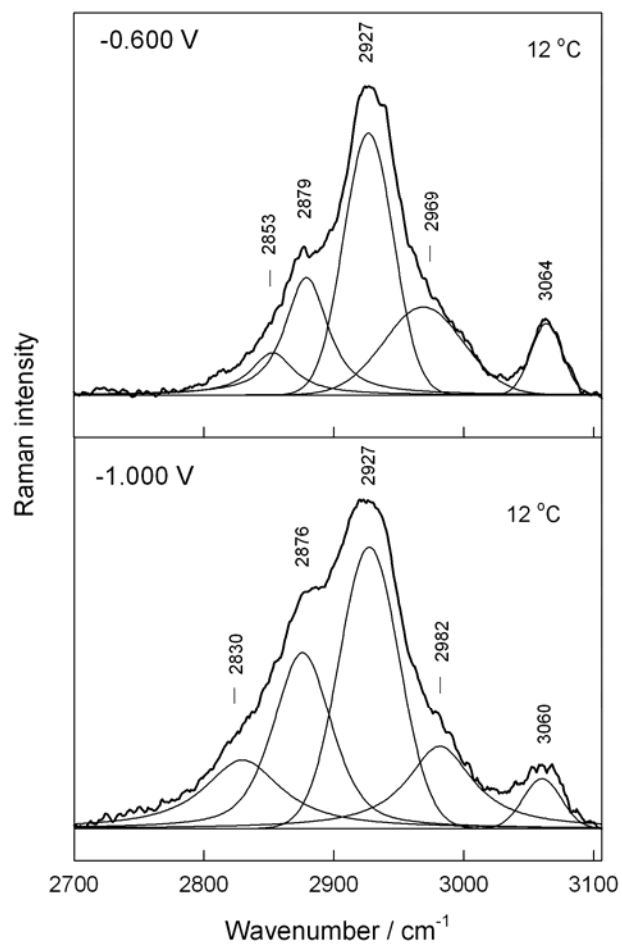 -0.600 V
2927
12 °C
2879
2853
2969
3064
-1.000 V
2927
12 °C
2876
2830
2982
3060
Raman intensity
2700 2800 2900 3000 3100
Wavenumber / cm⁻¹